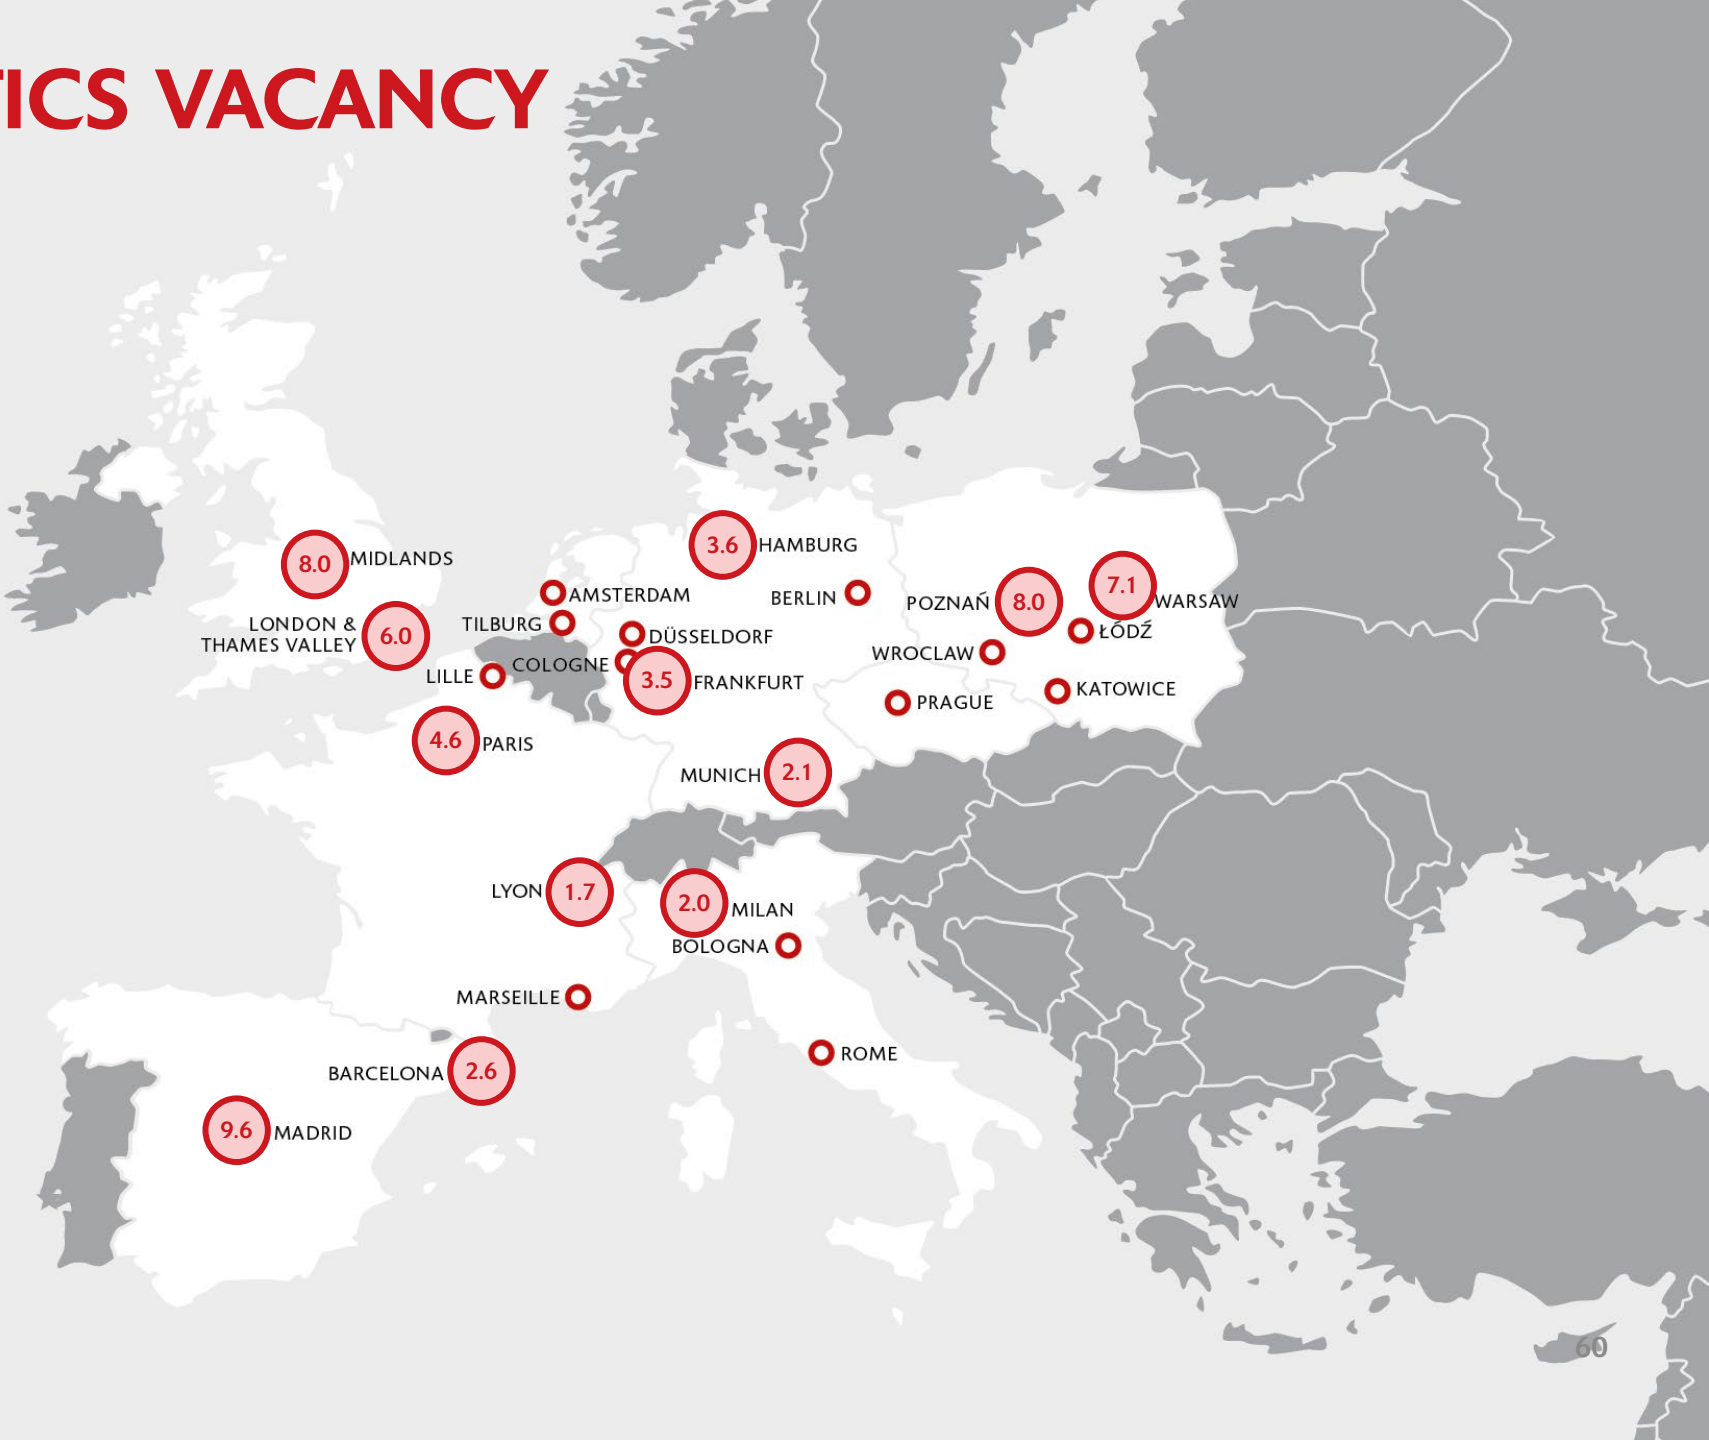 TICS VACANCY
3.6
HAMBURG
8.0
MIDLANDS
AMSTERDAM
BERLIN
POZNAŃ
8.0
7.1
WARSAW
LONDON &
THAMES VALLEY
6.0
TILBURG
DÜSSELDORF
ŁÓDŹ
WROCLAW
COLOGNE
LILLE
3.5
FRANKFURT
KATOWICE
PRAGUE
4.6
PARIS
MUNICH
2.1
LYON
1.7
2.0
MILAN
BOLOGNA
MARSEILLE
ROME
BARCELONA
2.6
9.6
MADRID
60